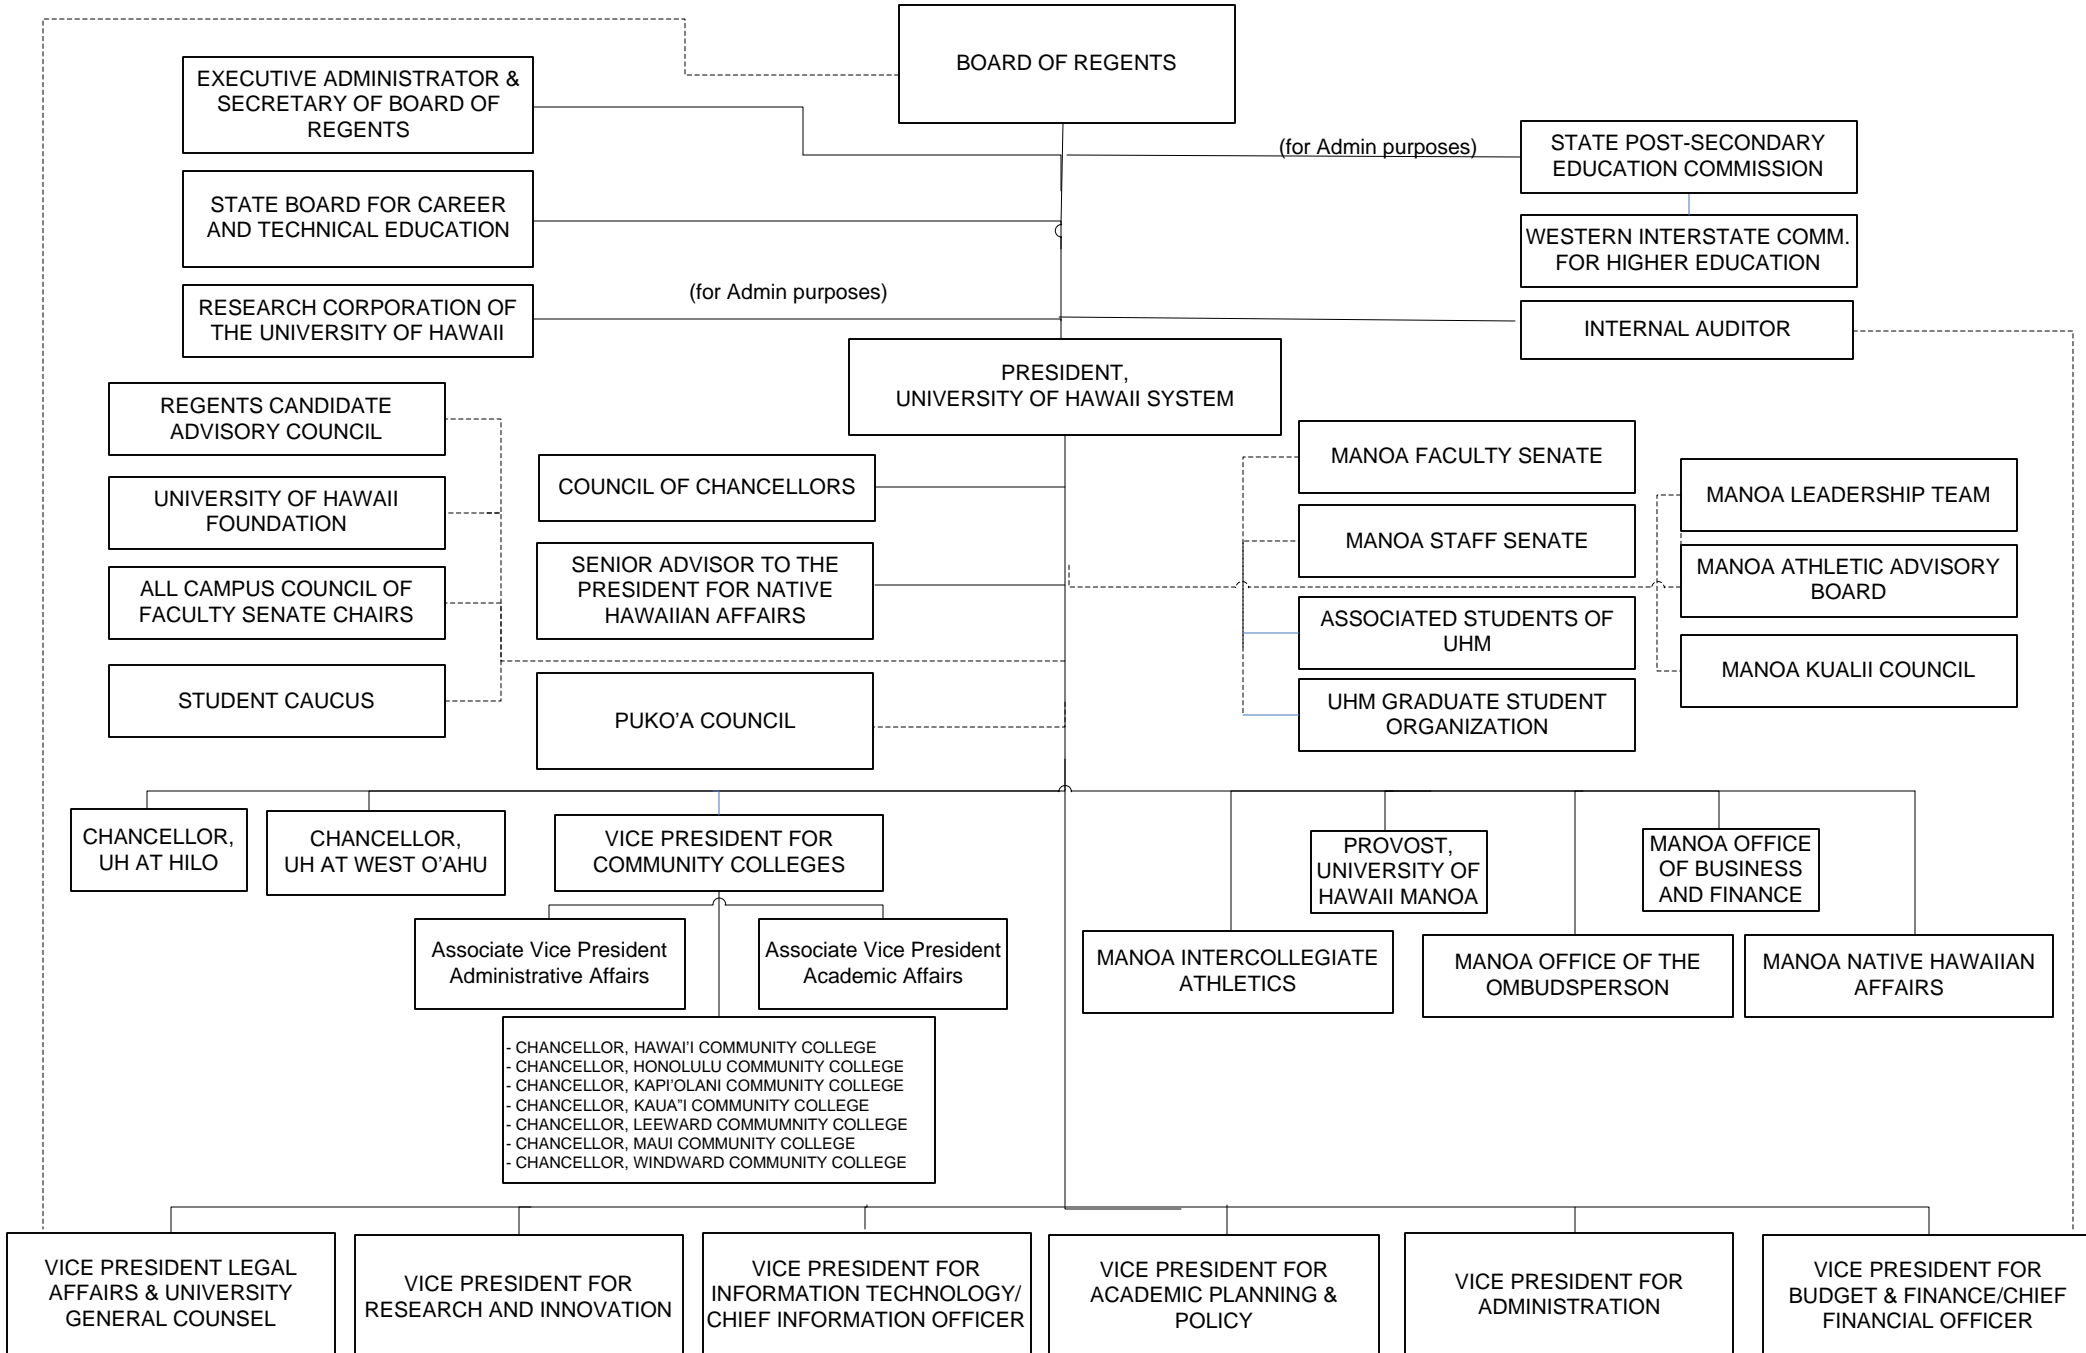 BOARD OF REGENTS
EXECUTIVE ADMINISTRATOR &
SECRETARY OF BOARD OF
REGENTS
(for Admin purposes)
STATE POST-SECONDARY
EDUCATION COMMISSION
STATE BOARD FOR CAREER
AND TECHNICAL EDUCATION
WESTERN INTERSTATE COMM.
FOR HIGHER EDUCATION
RESEARCH CORPORATION OF
THE UNIVERSITY OF HAWAII
(for Admin purposes)
INTERNAL AUDITOR
PRESIDENT,
UNIVERSITY OF HAWAII SYSTEM
REGENTS CANDIDATE
ADVISORY COUNCIL
UNIVERSITY OF HAWAII
FOUNDATION
ALL CAMPUS COUNCIL OF
FACULTY SENATE CHAIRS
STUDENT CAUCUS
COUNCIL OF CHANCELLORS
SENIOR ADVISOR TO THE
PRESIDENT FOR NATIVE
HAWAIIAN AFFAIRS
PUKO'A COUNCIL
MANOA FACULTY SENATE
MANOA STAFF SENATE
ASSOCIATED STUDENTS OF
UHM
UHM GRADUATE STUDENT
ORGANIZATION
MANOA LEADERSHIP TEAM
MANOA ATHLETIC ADVISORY
BOARD
MANOA KUALII COUNCIL
CHANCELLOR,
UH AT HILO
CHANCELLOR,
UH AT WEST O'AHU
VICE PRESIDENT FOR
COMMUNITY COLLEGES
PROVOST,
UNIVERSITY OF
HAWAII MANOA
MANOA OFFICE
OF BUSINESS
AND FINANCE
Associate Vice President
Administrative Affairs
Associate Vice President
Academic Affairs
MANOA INTERCOLLEGIATE
ATHLETICS
MANOA OFFICE OF THE
OMBUDSPERSON
MANOA NATIVE HAWAIIAN
AFFAIRS
- CHANCELLOR, HAWAI'I COMMUNITY COLLEGE
- CHANCELLOR, HONOLULU COMMUNITY COLLEGE
- CHANCELLOR, KAPI'OLANI COMMUNITY COLLEGE
- CHANCELLOR, KAUA"I COMMUNITY COLLEGE
- CHANCELLOR, LEEWARD COMMUMNITY COLLEGE
- CHANCELLOR, MAUI COMMUNITY COLLEGE
- CHANCELLOR, WINDWARD COMMUNITY COLLEGE
VICE PRESIDENT LEGAL
AFFAIRS & UNIVERSITY
GENERAL COUNSEL
VICE PRESIDENT FOR
RESEARCH AND INNOVATION
VICE PRESIDENT FOR
INFORMATION TECHNOLOGY/
CHIEF INFORMATION OFFICER
VICE PRESIDENT FOR
ACADEMIC PLANNING &
POLICY
VICE PRESIDENT FOR
ADMINISTRATION
VICE PRESIDENT FOR
BUDGET & FINANCE/CHIEF
FINANCIAL OFFICER